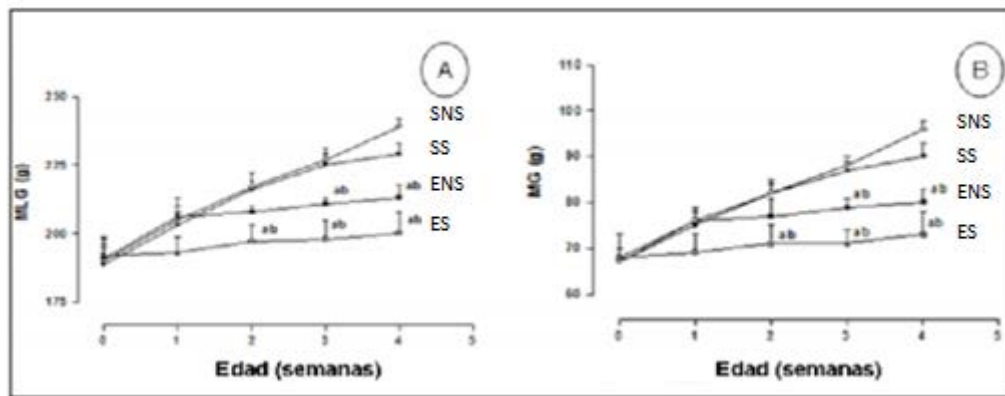 A
250
225
200
175
MLG (g)
SNS
SS
ENS
ES
ab
ab
ab
ab
ab
0 1 2 3 4 5
Edad (semanas)
B
110
100
90
80
70
60
MG (g)
SNS
SS
ENS
ES
ab
ab
ab
ab
ab
0 1 2 3 4 5
Edad (semanas)